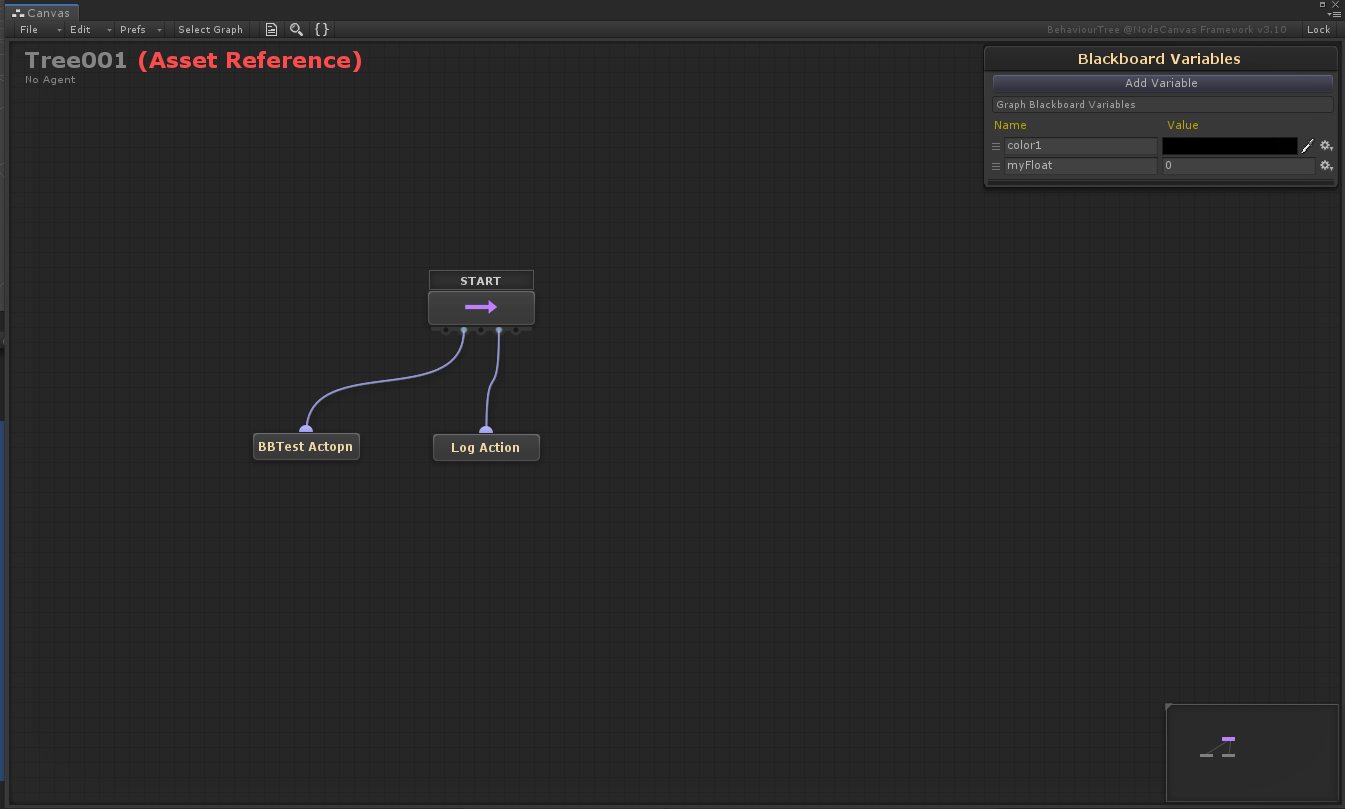 Canvas
File Edit Prefs Select Graph {} BehaviourTree @NodeCanvas Framework v3.10 Lock
Tree001 (Asset Reference)
No Agent
Blackboard Variables
Add Variable
Graph Blackboard Variables
Name Value
color1
myFloat 0
START
BBTest Actopn
Log Action